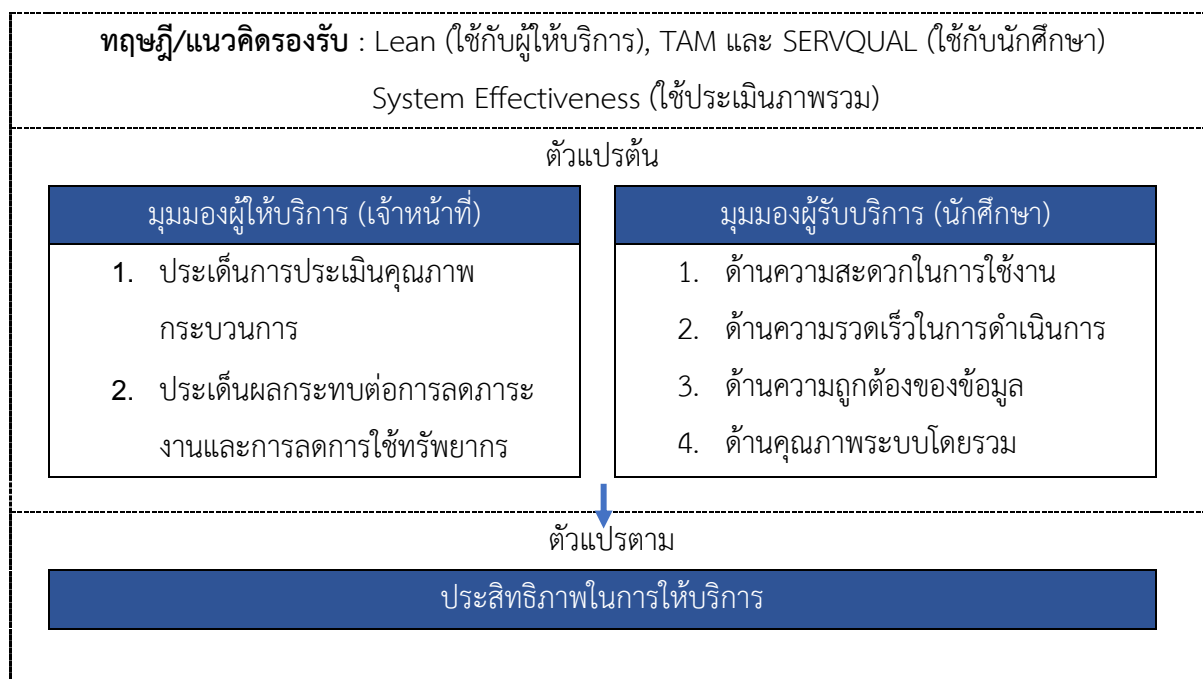 ทฤษฎี/แนวคิดรองรับ : Lean (ใช้กับผู้ให้บริการ), TAM และ SERVQUAL (ใช้กับนักศึกษา)
System Effectiveness (ใช้ประเมินภาพรวม)
ตัวแปรต้น
มุมมองผู้ให้บริการ (เจ้าหน้าที่)
1. ประเด็นการประเมินคุณภาพ
กระบวนการ
2. ประเด็นผลกระทบต่อการลดภาระ
งานและการลดการใช้ทรัพยากร
มุมมองผู้รับบริการ (นักศึกษา)
1. ด้านความสะดวกในการใช้งาน
2. ด้านความรวดเร็วในการดำเนินการ
3. ด้านความถูกต้องของข้อมูล
4. ด้านคุณภาพระบบโดยรวม
ตัวแปรตาม
ประสิทธิภาพในการให้บริการ